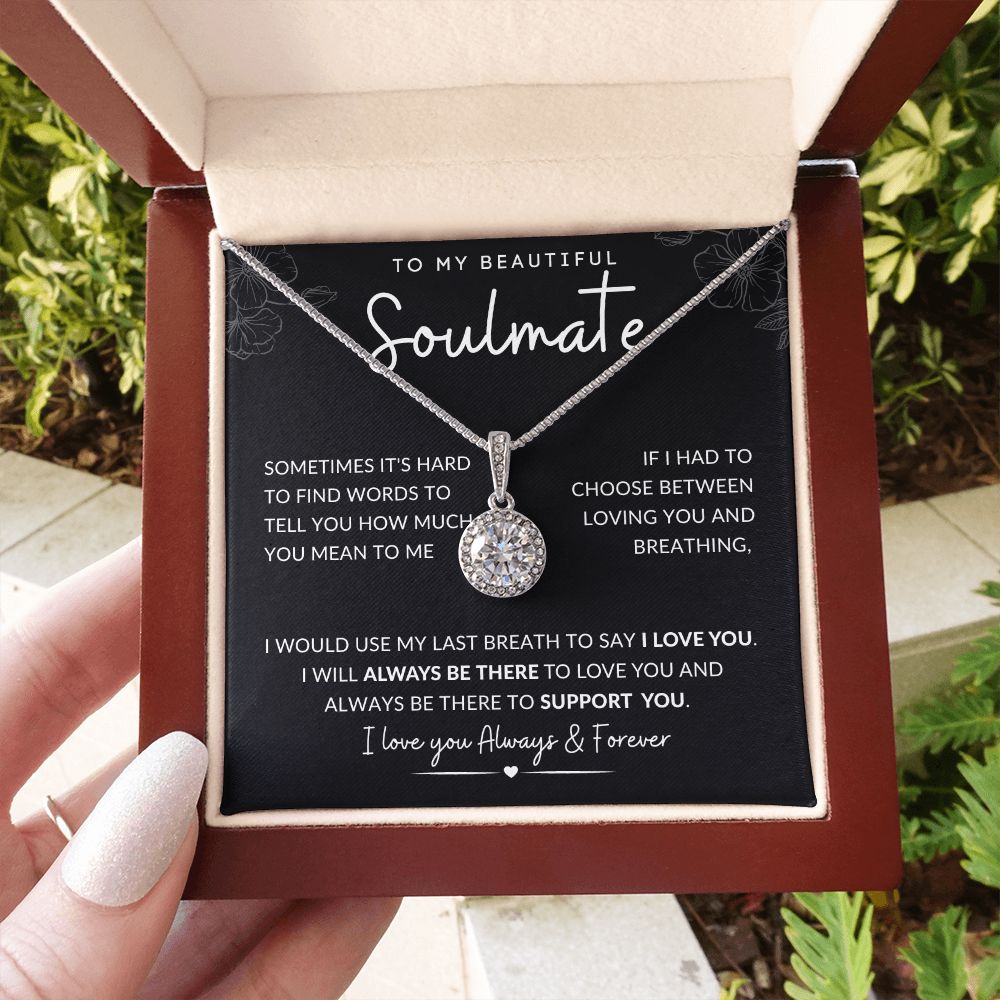 TO MY BEAUTIFUL
Soulmate
SOMETIMES IT'S HARD
TO FIND WORDS TO
TELL YOU HOW MUCH
YOU MEAN TO ME
IF I HAD TO
CHOOSE BETWEEN
LOVING YOU AND
BREATHING,
I WOULD USE MY LAST BREATH TO SAY I LOVE YOU.
I WILL ALWAYS BE THERE TO LOVE YOU AND
ALWAYS BE THERE TO SUPPORT YOU.
I love you Always & Forever